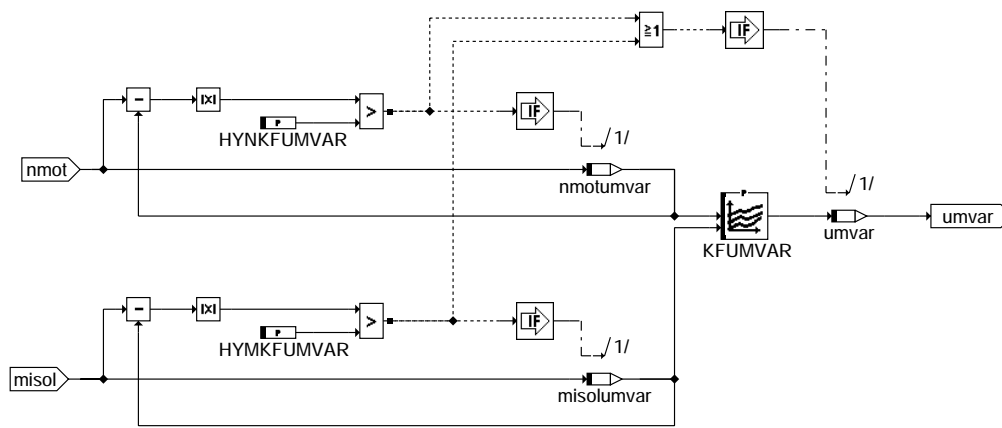 ≧1
IF
−
|X|
>
IF
P
HYNKFUMVAR
/ 1/
nmot
nmotumvar
P
/ 1/
umvar
umvar
KFUMVAR
−
|X|
>
IF
P
HYMKFUMVAR
/ 1/
misol
misolumvar